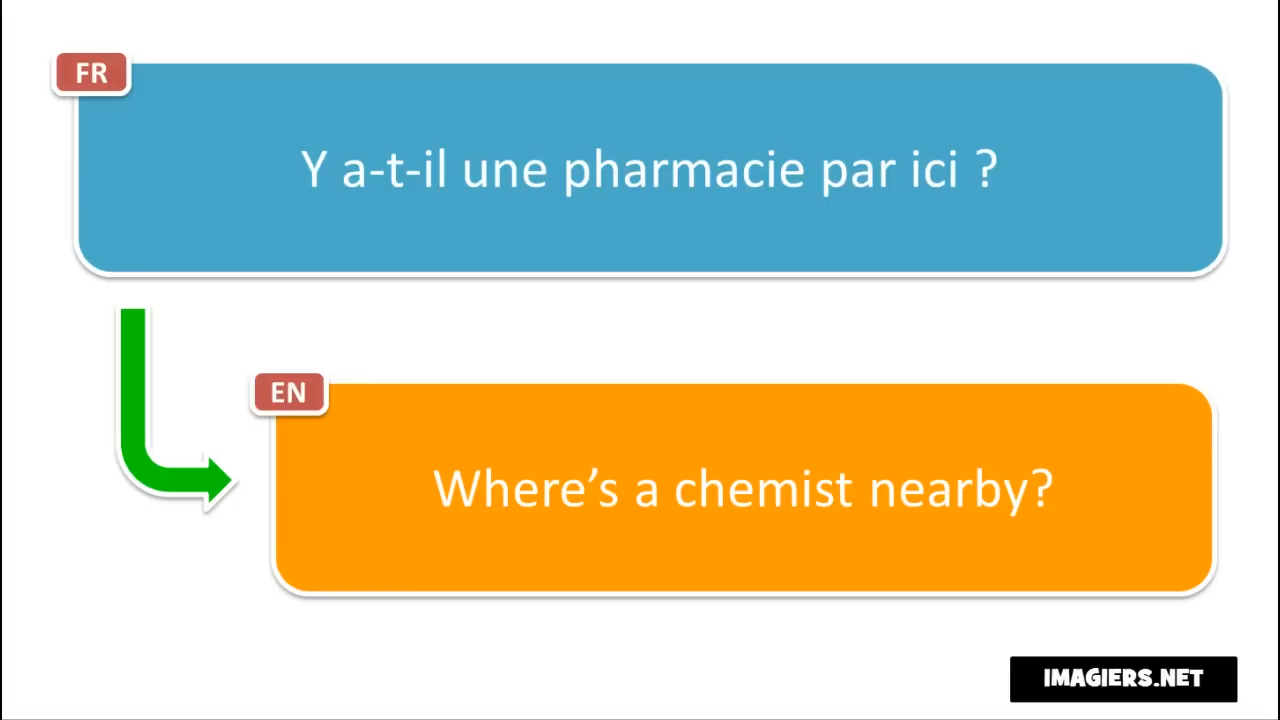 FR
Y a-t-il une pharmacie par ici ?
EN
Where’s a chemist nearby?
IMAGIERS.NET